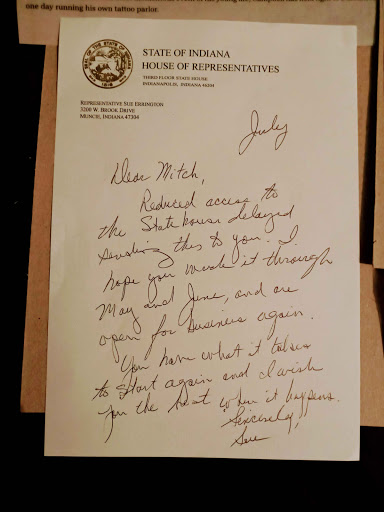 one day running his own tattoo parlor.
STATE OF INDIANA
HOUSE OF REPRESENTATIVES
THIRD FLOOR STATE HOUSE
INDIANAPOLIS, INDIANA 46204
REPRESENTATIVE SUE ERRINGTON
3200 W. BROOK DRIVE
MUNCIE, INDIANA 47304
July
Dear Mitch,
Reduced access to
the Statehouse delayed
sending this to you. I
hope you made it through
May and June, and are
open for business again.
You have what it takes
to start again and I wish
you the best when it happens.
Sincerely,
Sue